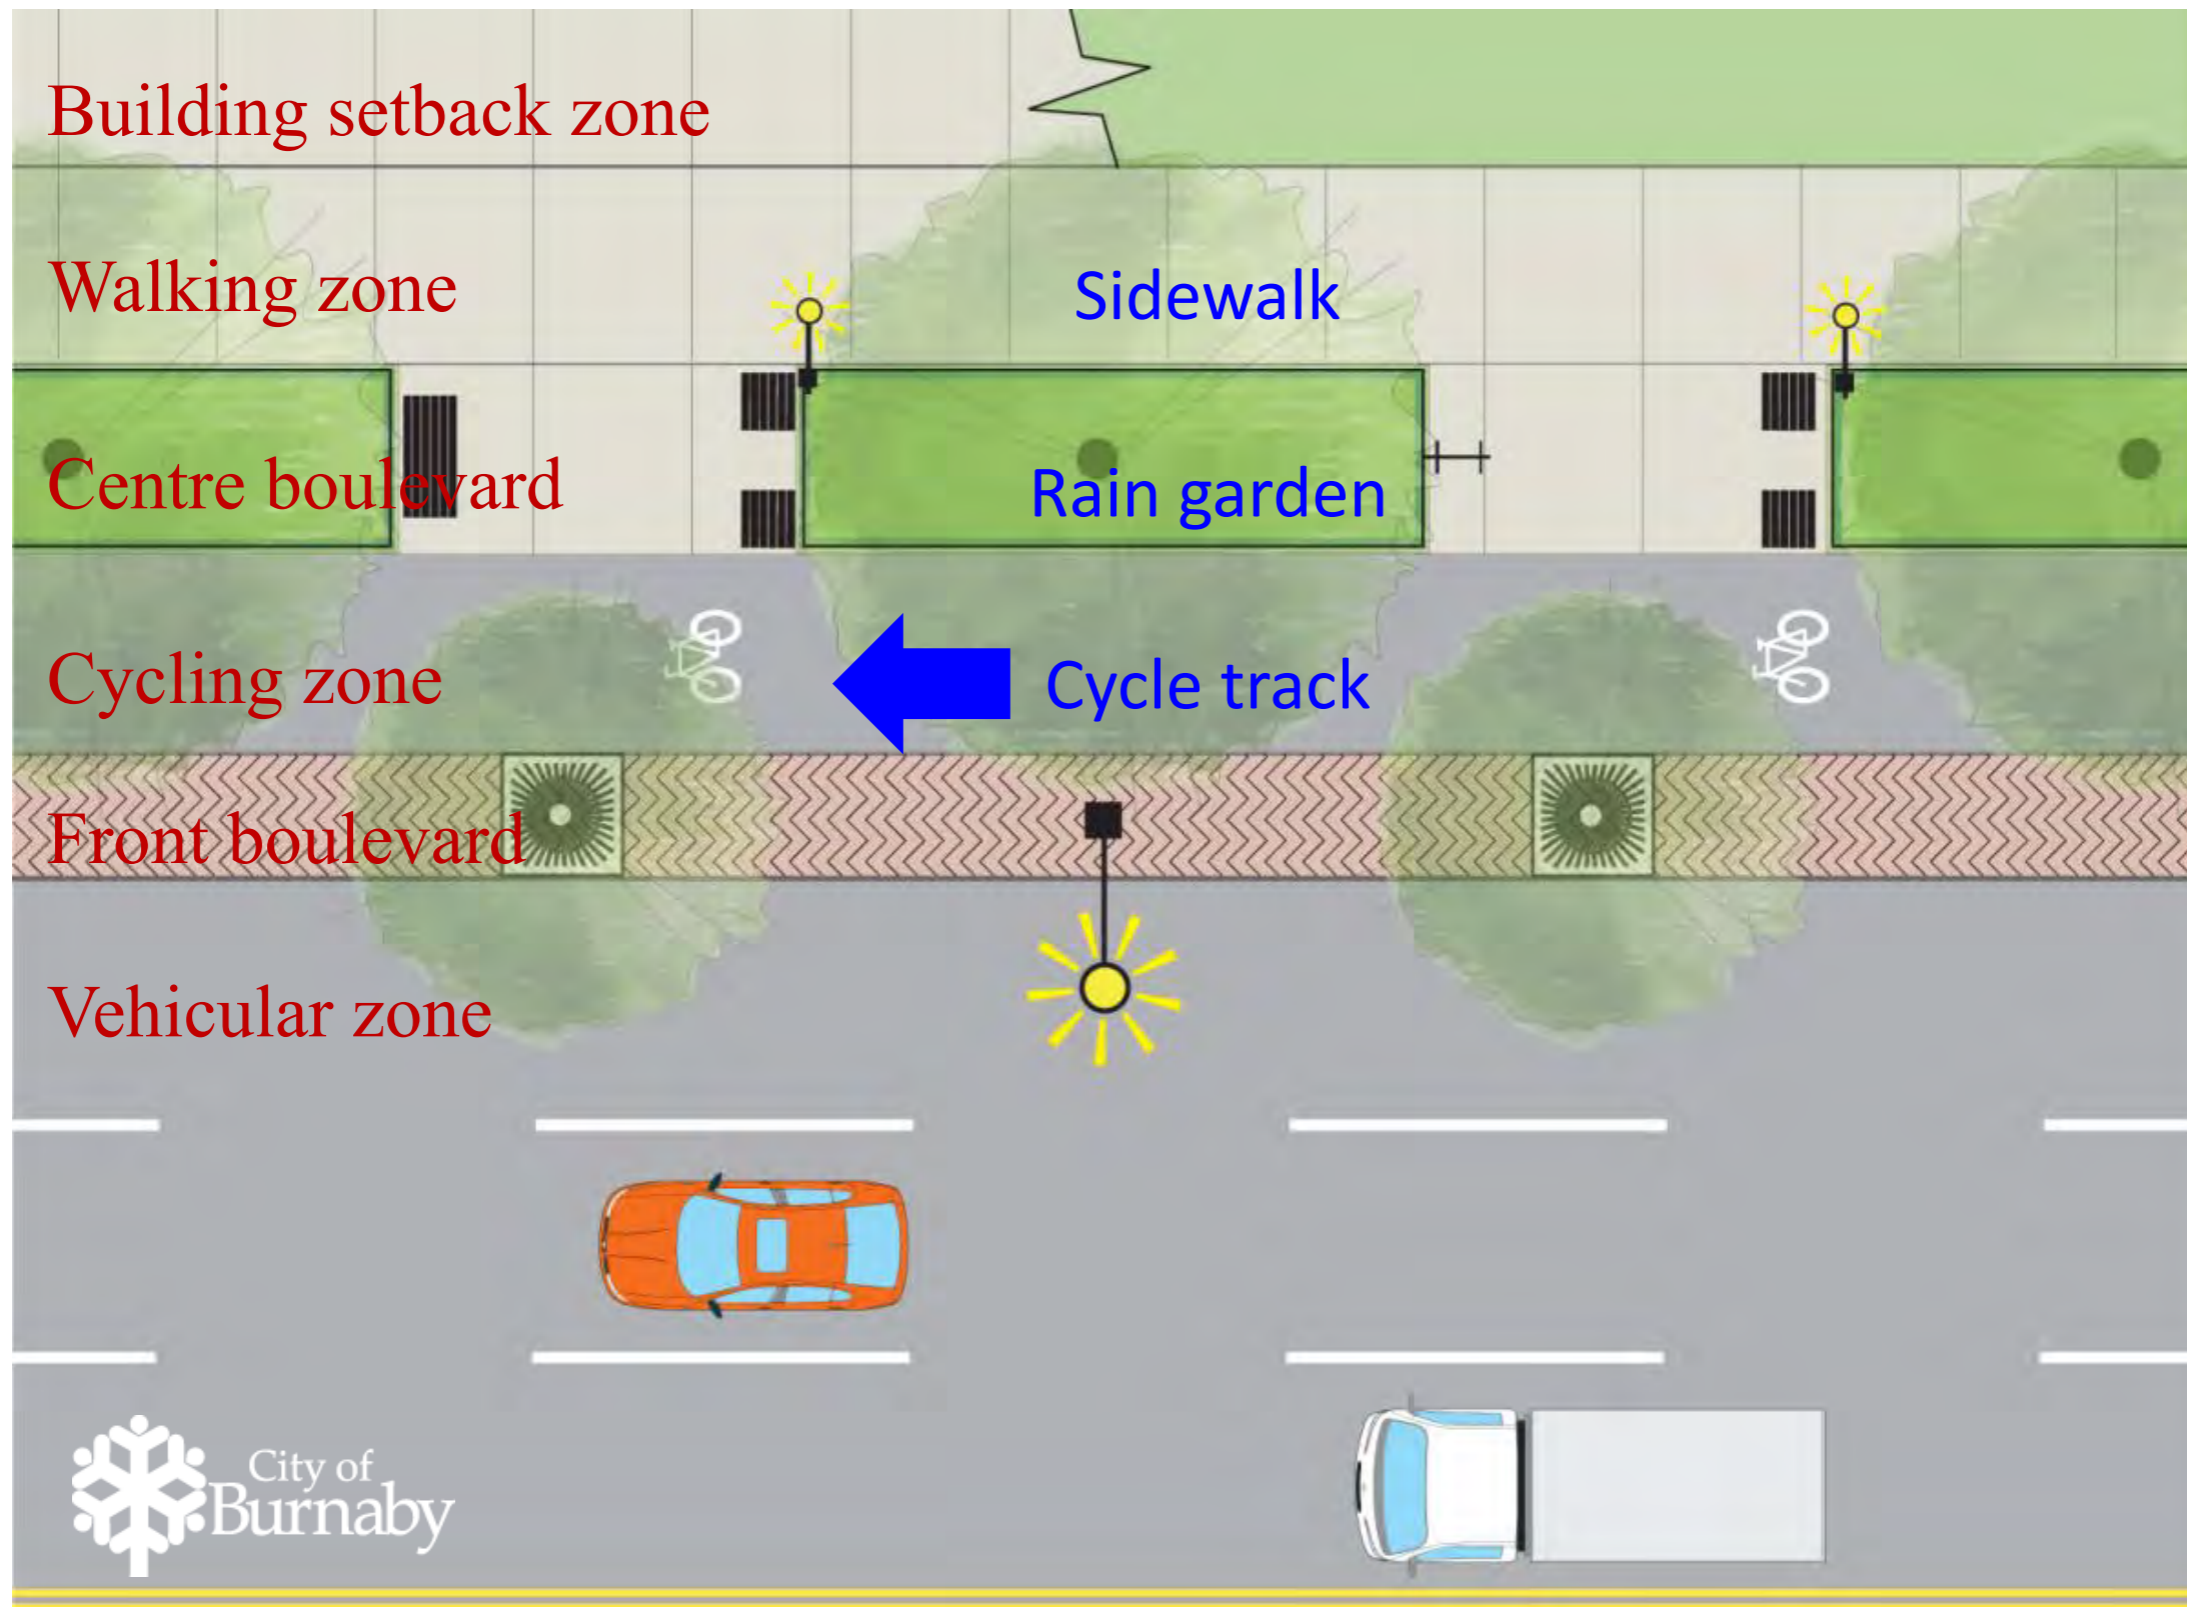 Building setback zone
Walking zone
Sidewalk
Centre boulevard
Rain garden
Cycling zone
Cycle track
Front boulevard
Vehicular zone
City of
Burnaby